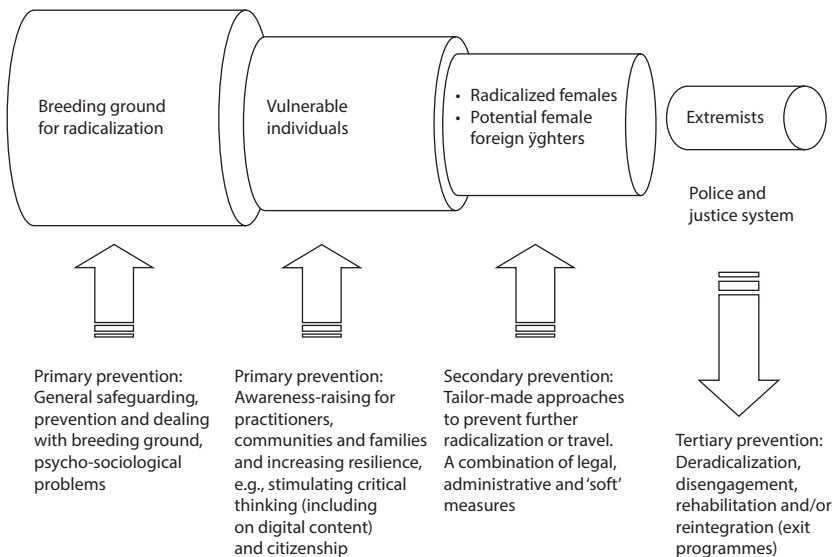 Breeding ground
for radicalization
Vulnerable
individuals
• Radicalized females
• Potential female
foreign ÿghters
Extremists
Police and
justice system
Primary prevention:
General safeguarding,
prevention and dealing
with breeding ground,
psycho-sociological
problems
Primary prevention:
Awareness-raising for
practitioners,
communities and families
and increasing resilience,
e.g., stimulating critical
thinking (including
on digital content)
and citizenship
Secondary prevention:
Tailor-made approaches
to prevent further
radicalization or travel.
A combination of legal,
administrative and ‘soft’
measures
Tertiary prevention:
Deradicalization,
disengagement,
rehabilitation and/or
reintegration (exit
programmes)